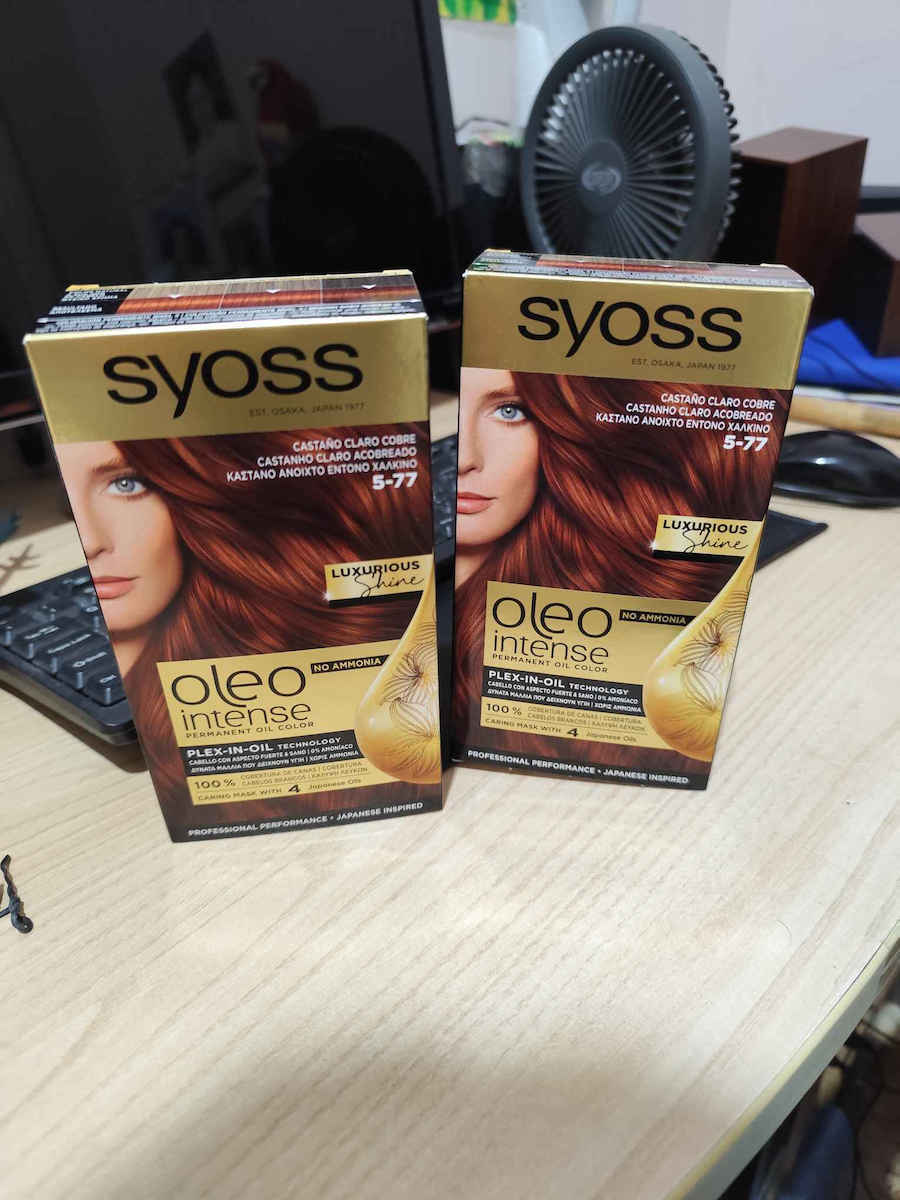 syoss
EST. OSAKA, JAPAN 1977
CASTAÑO CLARO COBRE
CASTANHO CLARO ACOBREADO
ΚΑΣΤΑΝΟ ΑΝΟΙΧΤΟ ΕΝΤΟΝΟ ΧΑΛΚΙΝΟ
5-77
LUXURIOUS
Shine
oleo
NO AMMONIA
intense
PERMANENT OIL COLOR
PLEX-IN-OIL TECHNOLOGY
CABELLO CON ASPECTO FUERTE & SANO | 0% AMONÍACO
ΔΥΝΑΤΑ ΜΑΛΛΙΑ ΠΟΥ ΔΕΙΧΝΟΥΝ ΥΓΙΗ | ΧΩΡΙΣ ΑΜΜΩΝΙΑ
100 % COBERTURA DE CANAS | COBERTURA
CABELOS BRANCOS | ΚΑΛΥΨΗ ΛΕΥΚΩΝ
CARING MASK WITH 4 Japanese Oils
PROFESSIONAL PERFORMANCE • JAPANESE INSPIRED
syoss
EST. OSAKA, JAPAN 1977
CASTAÑO CLARO COBRE
CASTANHO CLARO ACOBREADO
ΚΑΣΤΑΝΟ ΑΝΟΙΧΤΟ ΕΝΤΟΝΟ ΧΑΛΚΙΝΟ
5-77
LUXURIOUS
Shine
oleo
NO AMMONIA
intense
PERMANENT OIL COLOR
PLEX-IN-OIL TECHNOLOGY
CABELLO CON ASPECTO FUERTE & SANO | 0% AMONÍACO
ΔΥΝΑΤΑ ΜΑΛΛΙΑ ΠΟΥ ΔΕΙΧΝΟΥΝ ΥΓΙΗ | ΧΩΡΙΣ ΑΜΜΩΝΙΑ
100 % COBERTURA DE CANAS | COBERTURA
CABELOS BRANCOS | ΚΑΛΥΨΗ ΛΕΥΚΩΝ
CARING MASK WITH 4 Japanese Oils
PROFESSIONAL PERFORMANCE • JAPANESE INSPIRED